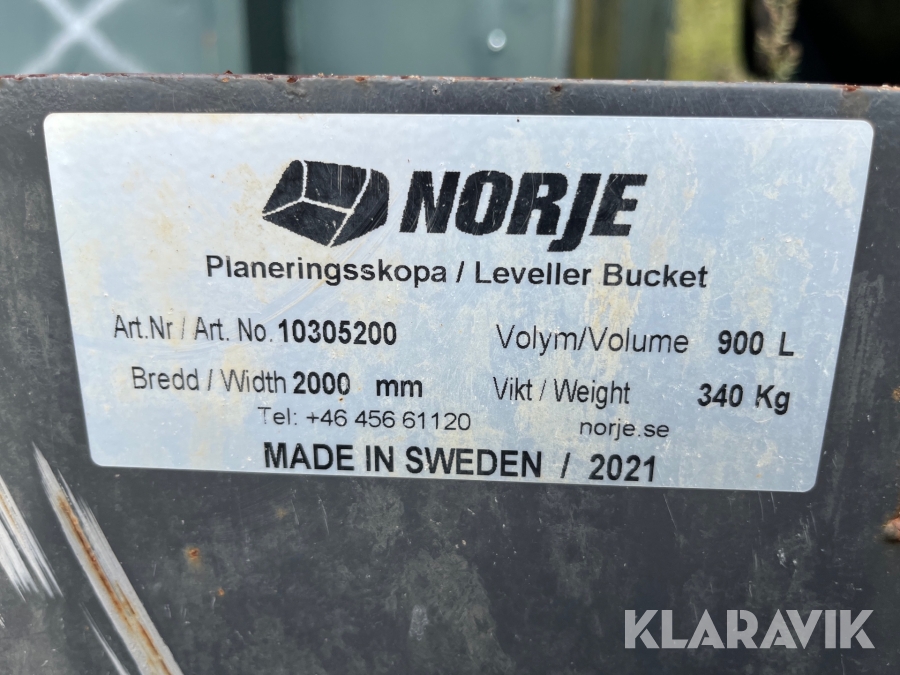 NORJE
Planeringsskopa / Leveller Bucket
Art.Nr / Art. No. 10305200 Volym/Volume 900 L
Bredd / Width 2000 mm Vikt / Weight 340 Kg
Tel: +46 456 61120 norje.se
MADE IN SWEDEN / 2021
KLARAVIK